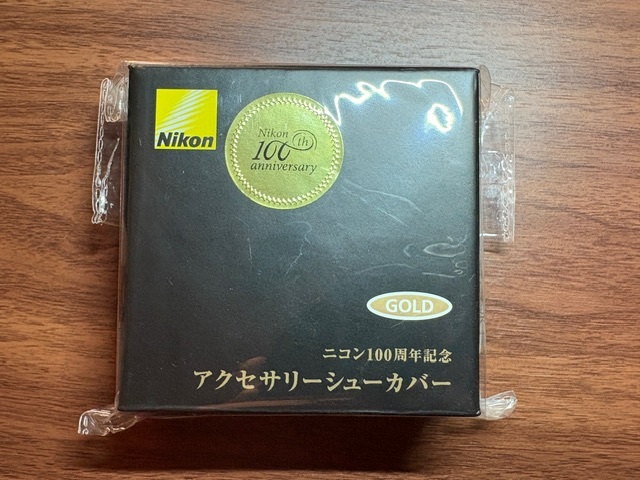 Nikon
Nikon
100th
anniversary
GOLD
ニコン100周年記念
アクセサリーシューカバー